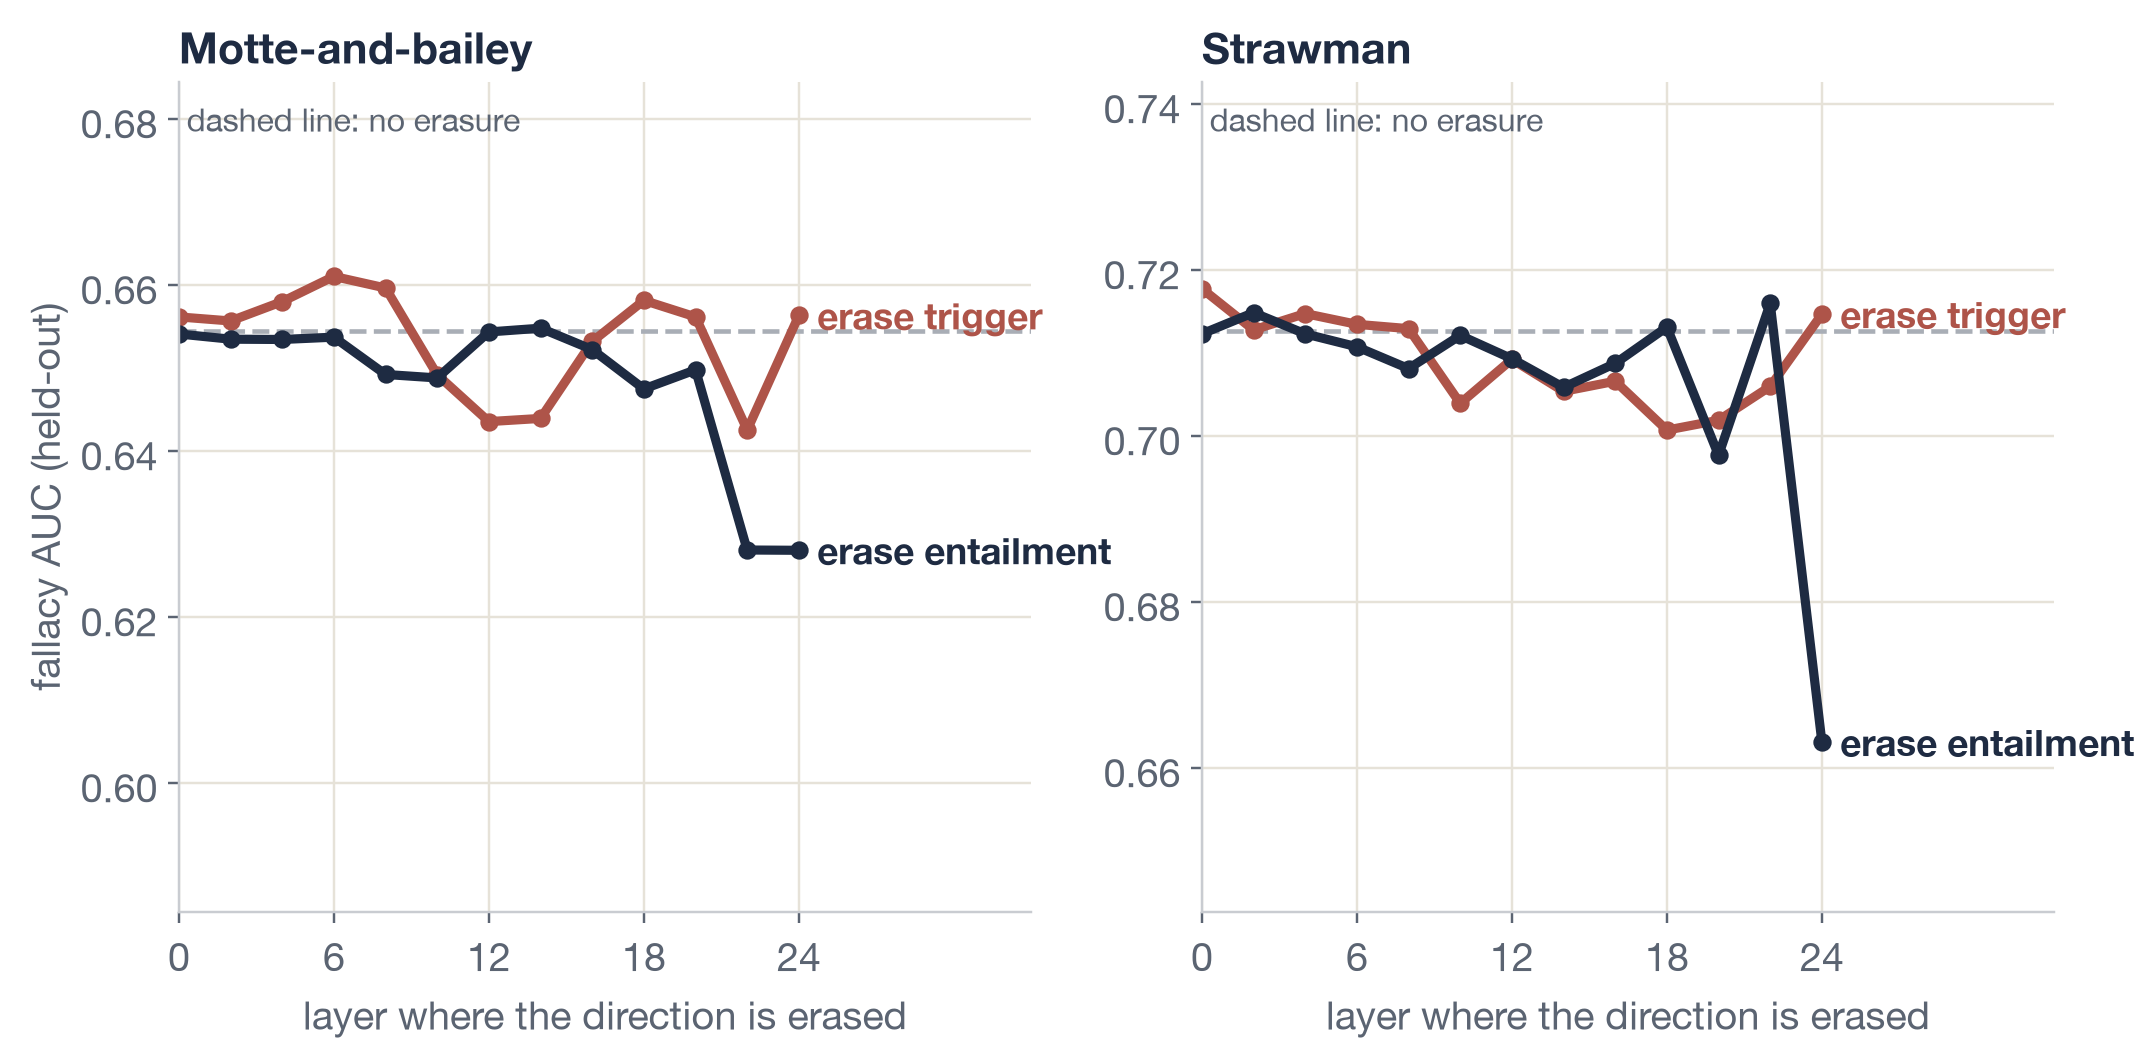 Motte-and-bailey
dashed line: no erasure
0.68
0.66
0.64
0.62
0.60
fallacy AUC (held-out)
erase trigger
erase entailment
0
6
12
18
24
layer where the direction is erased
Strawman
dashed line: no erasure
0.74
0.72
0.70
0.68
0.66
erase trigger
erase entailment
0
6
12
18
24
layer where the direction is erased